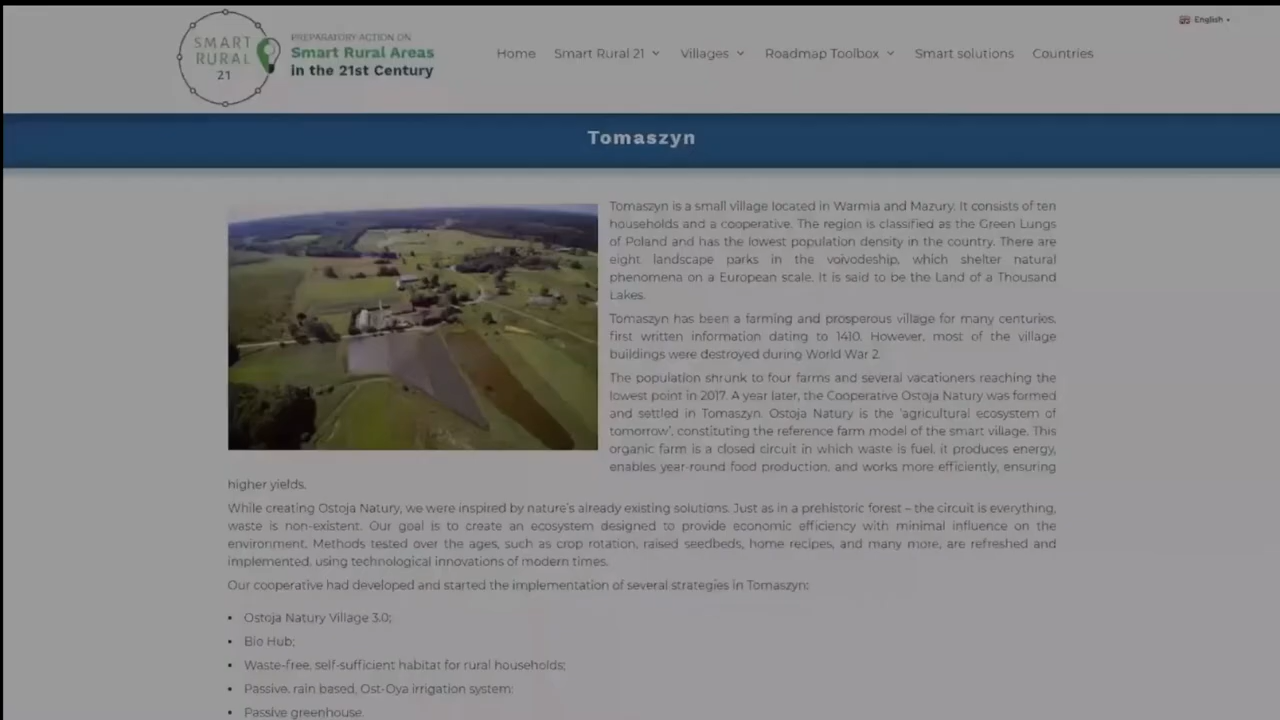 English
SMART
RURAL
21
PREPARATORY ACTION ON
Smart Rural Areas
in the 21st Century
Home Smart Rural 21 Villages Roadmap Toolbox Smart solutions Countries
Tomaszyn
Tomaszyn is a small village located in Warmia and Mazury. It consists of ten
households and a cooperative. The region is classified as the Green Lungs
of Poland and has the lowest population density in the country. There are
eight landscape parks in the voivodeship, which shelter natural
phenomena on a European scale. It is said to be the Land of a Thousand
Lakes.
Tomaszyn has been a farming and prosperous village for many centuries,
first written information dating to 1410. However, most of the village
buildings were destroyed during World War 2.
The population shrunk to four farms and several vacationers reaching the
lowest point in 2017. A year later, the Cooperative Ostoja Natury was formed
and settled in Tomaszyn. Ostoja Natury is the 'agricultural ecosystem of
tomorrow', constituting the reference farm model of the smart village. This
organic farm is a closed circuit in which waste is fuel, it produces energy,
enables year-round food production, and works more efficiently, ensuring
higher yields.
While creating Ostoja Natury, we were inspired by nature's already existing solutions. Just as in a prehistoric forest – the circuit is everything,
waste is non-existent. Our goal is to create an ecosystem designed to provide economic efficiency with minimal influence on the
environment. Methods tested over the ages, such as crop rotation, raised seedbeds, home recipes, and many more, are refreshed and
implemented, using technological innovations of modern times.
Our cooperative had developed and started the implementation of several strategies in Tomaszyn:
• Ostoja Natury Village 3.0;
• Bio Hub;
• Waste-free, self-sufficient habitat for rural households;
• Passive, rain based, Ost-Oya irrigation system;
• Passive greenhouse.